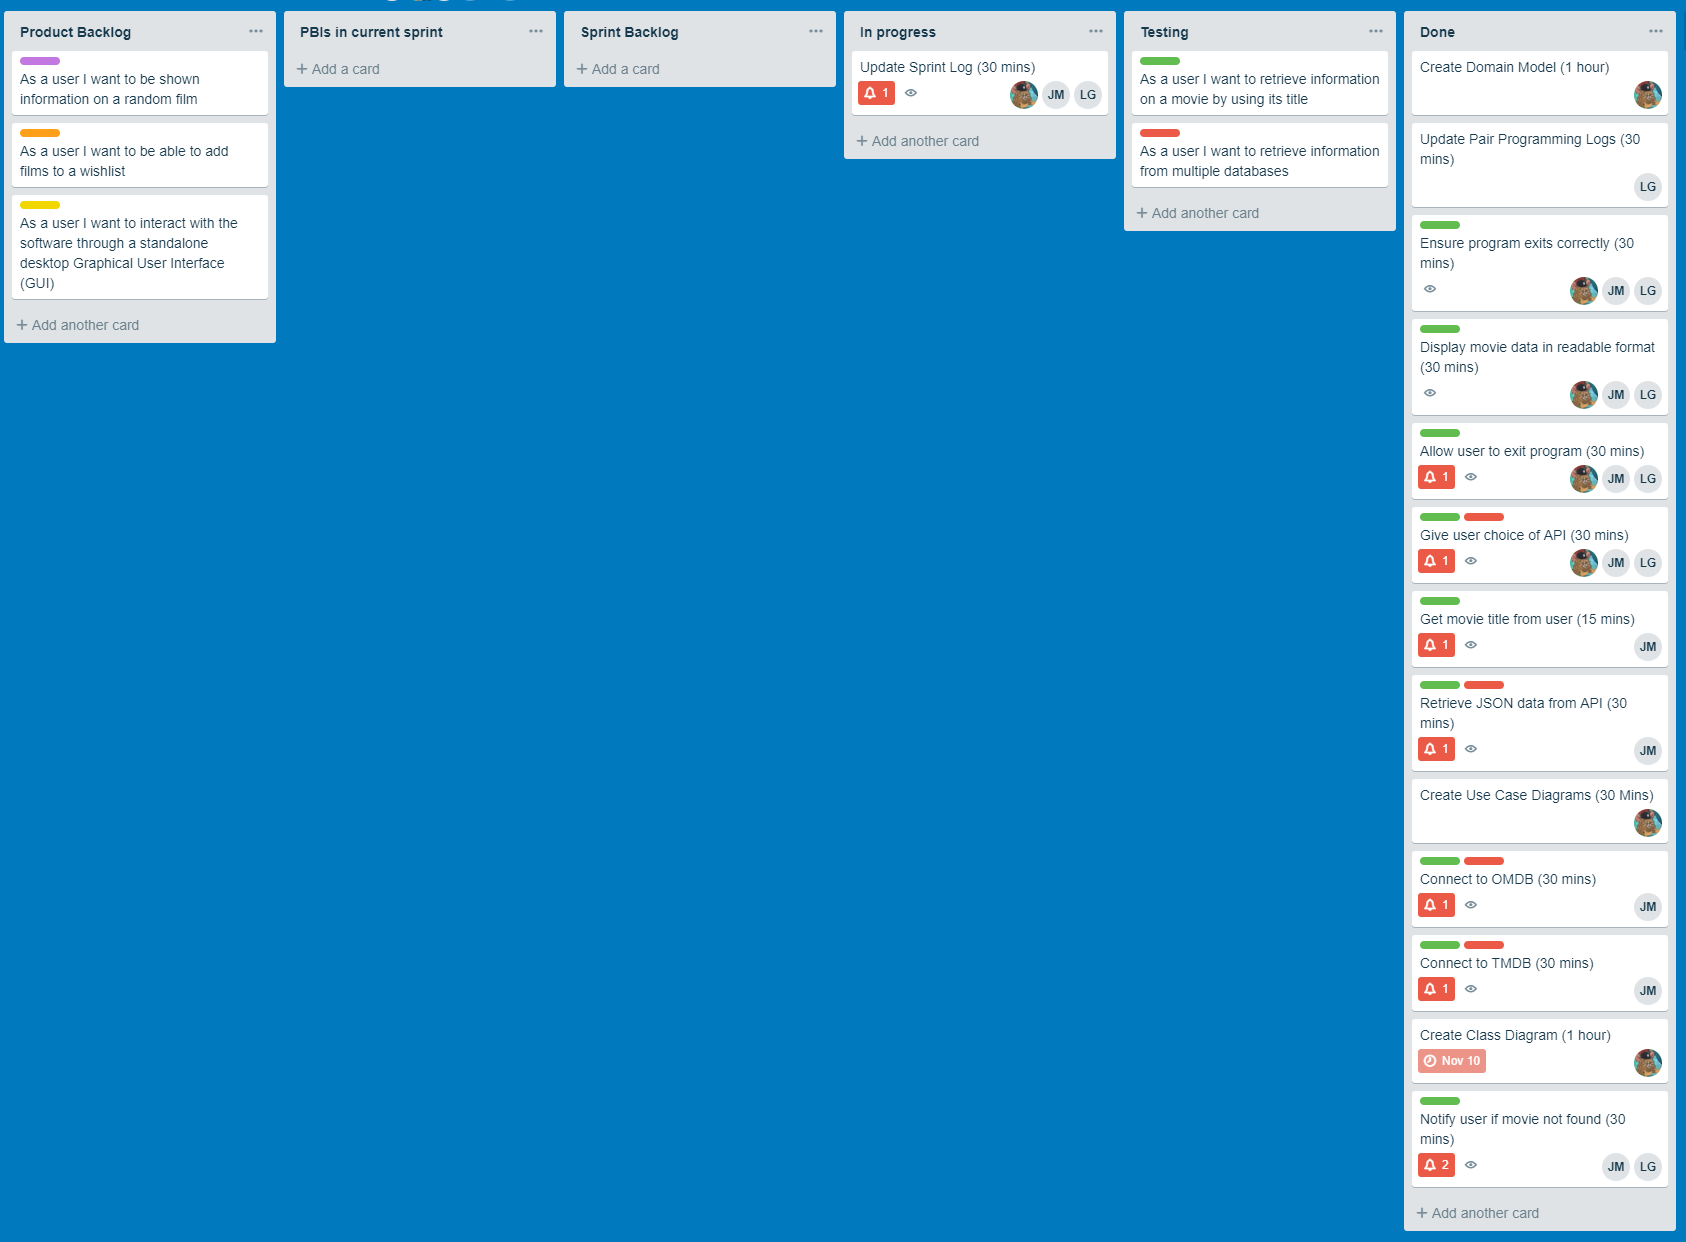 Product Backlog
As a user I want to be shown
information on a random film
As a user I want to be able to add
films to a wishlist
As a user I want to interact with the
software through a standalone
desktop Graphical User Interface
(GUI)
+ Add another card
PBIs in current sprint
+ Add a card
Sprint Backlog
+ Add a card
In progress
Update Sprint Log (30 mins)
1
JM
LG
+ Add another card
Testing
As a user I want to retrieve information
on a movie by using its title
As a user I want to retrieve information
from multiple databases
+ Add another card
Done
Create Domain Model (1 hour)
Update Pair Programming Logs (30
mins)
LG
Ensure program exits correctly (30
mins)
JM
LG
Display movie data in readable format
(30 mins)
JM
LG
Allow user to exit program (30 mins)
1
JM
LG
Give user choice of API (30 mins)
1
JM
LG
Get movie title from user (15 mins)
1
JM
Retrieve JSON data from API (30
mins)
1
JM
Create Use Case Diagrams (30 Mins)
Connect to OMDB (30 mins)
1
JM
Connect to TMDB (30 mins)
1
JM
Create Class Diagram (1 hour)
Nov 10
Notify user if movie not found (30
mins)
2
JM
LG
+ Add another card